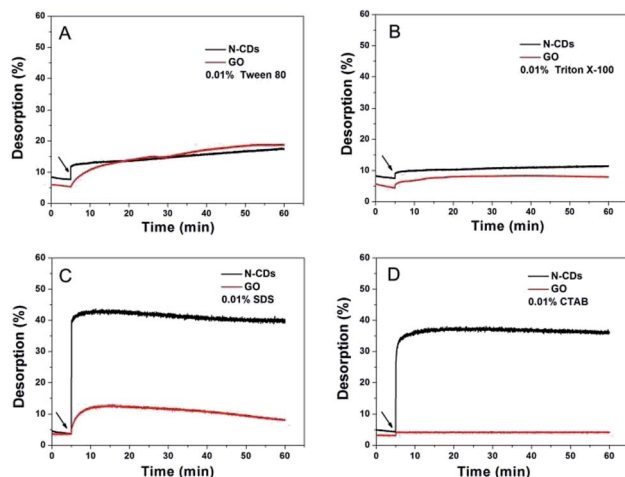 A
N-CDs
GO
0.01% Tween 80
Desorption (%)
60
50
40
30
20
10
0
0 10 20 30 40 50 60
Time (min)
B
N-CDs
GO
0.01% Triton X-100
Desorption (%)
60
50
40
30
20
10
0
0 10 20 30 40 50 60
Time (min)
C
N-CDs
GO
0.01% SDS
Desorption (%)
60
50
40
30
20
10
0
0 10 20 30 40 50 60
Time (min)
D
N-CDs
GO
0.01% CTAB
Desorption (%)
60
50
40
30
20
10
0
0 10 20 30 40 50 60
Time (min)